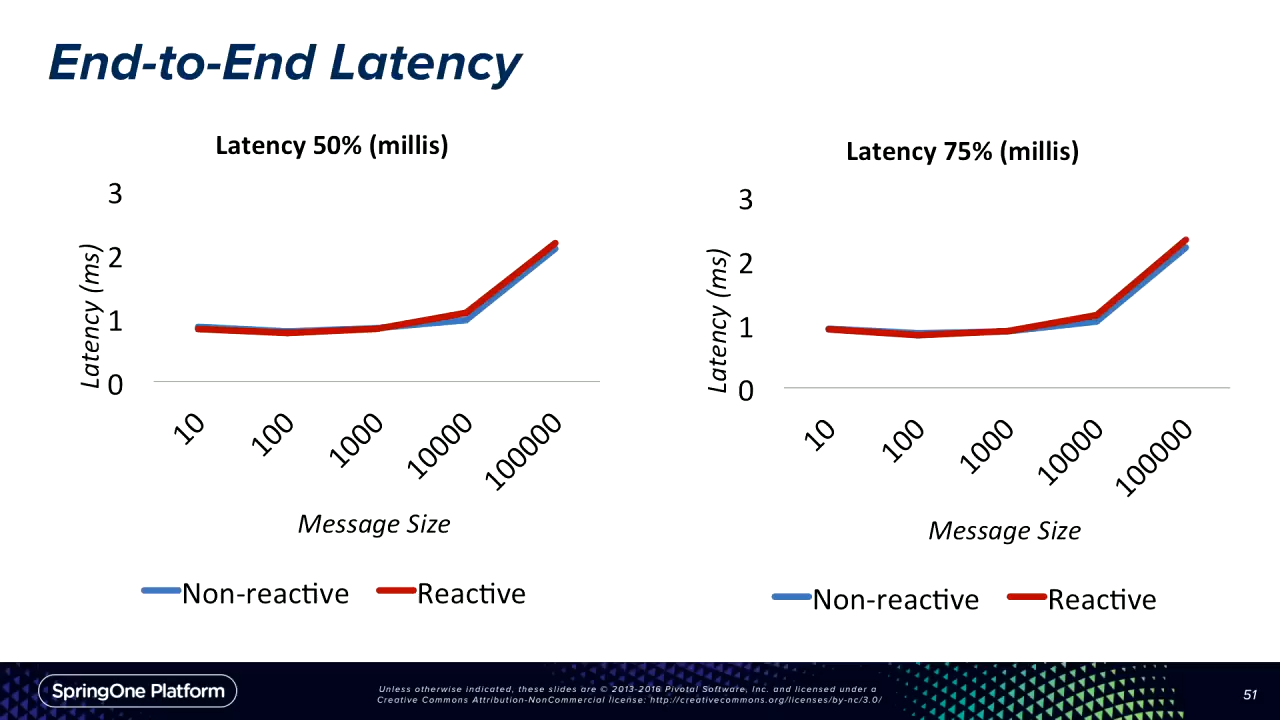 End-to-End Latency
Latency 50% (millis)
3
2
1
0
Latency (ms)
10
100
1000
10000
100000
Message Size
Non-reactive
Reactive
Latency 75% (millis)
3
2
1
0
Latency (ms)
10
100
1000
10000
100000
Message Size
Non-reactive
Reactive
SpringOne Platform
Unless otherwise indicated, these slides are © 2013-2016 Pivotal Software, Inc. and licensed under a
Creative Commons Attribution-NonCommercial license: http://creativecommons.org/licenses/by-nc/3.0/
51